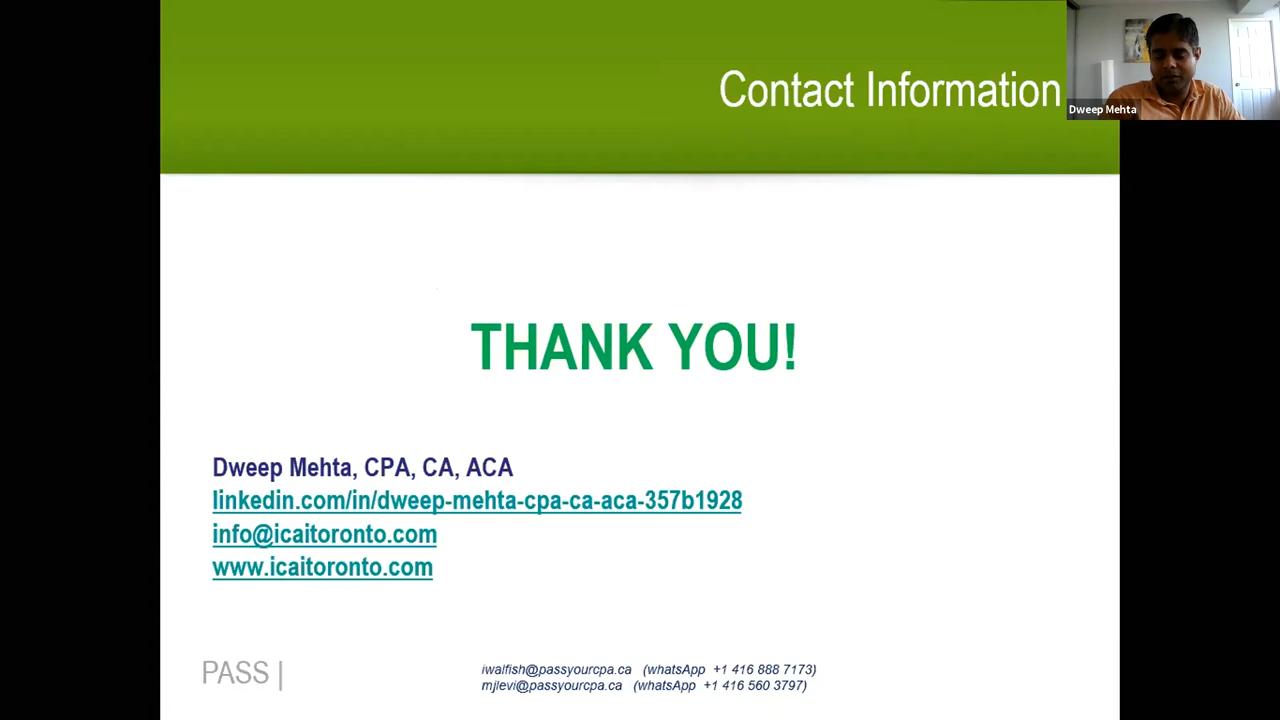 Contact Information
Dweep Mehta
THANK YOU!
Dweep Mehta, CPA, CA, ACA
linkedin.com/in/dweep-mehta-cpa-ca-aca-357b1928
info@icaitoronto.com
www.icaitoronto.com
PASS |
iwalfish@passyourcpa.ca (whatsApp +1 416 888 7173)
mjlevi@passyourcpa.ca (whatsApp +1 416 560 3797)